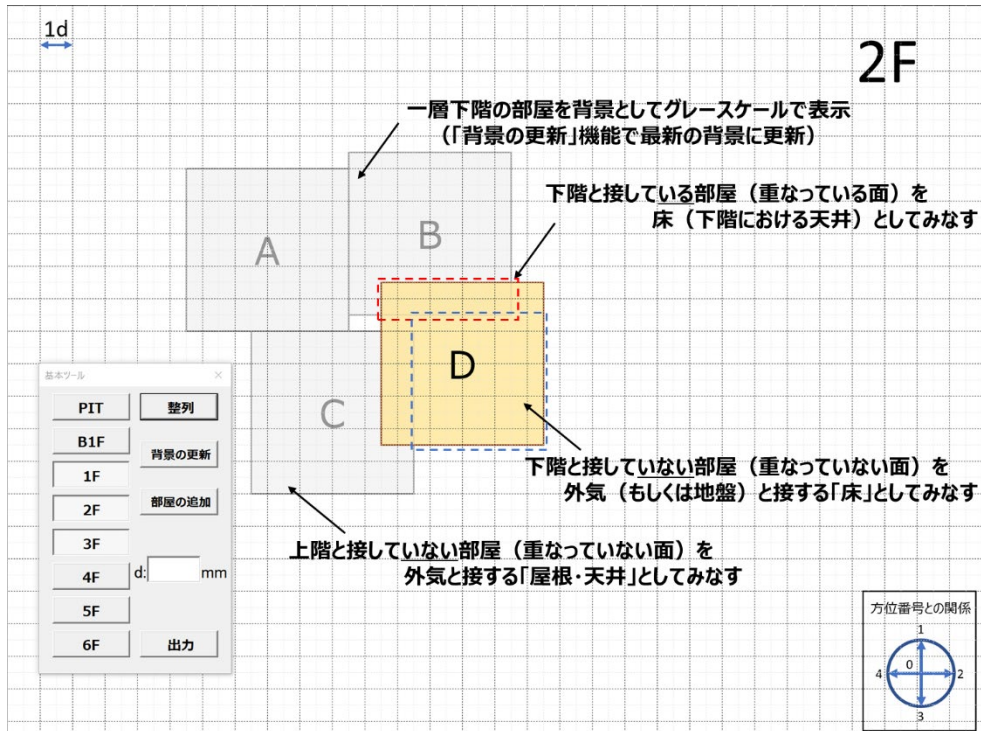 1d
2F
一層下階の部屋を背景としてグレースケールで表示
（「背景の更新」機能で最新の背景に更新）
下階と接している部屋（重なっている面）を
床（下階における天井）としてみなす
A
B
D
C
下階と接していない部屋（重なっていない面）を
外気（もしくは地盤）と接する「床」としてみなす
上階と接していない部屋（重なっていない面）を
外気と接する「屋根・天井」としてみなす
基本ツール
PIT 整列
B1F
背景の更新
1F
2F 部屋の追加
3F
4F d: mm
5F
6F 出力
方位番号との関係
1
0
4 2
3